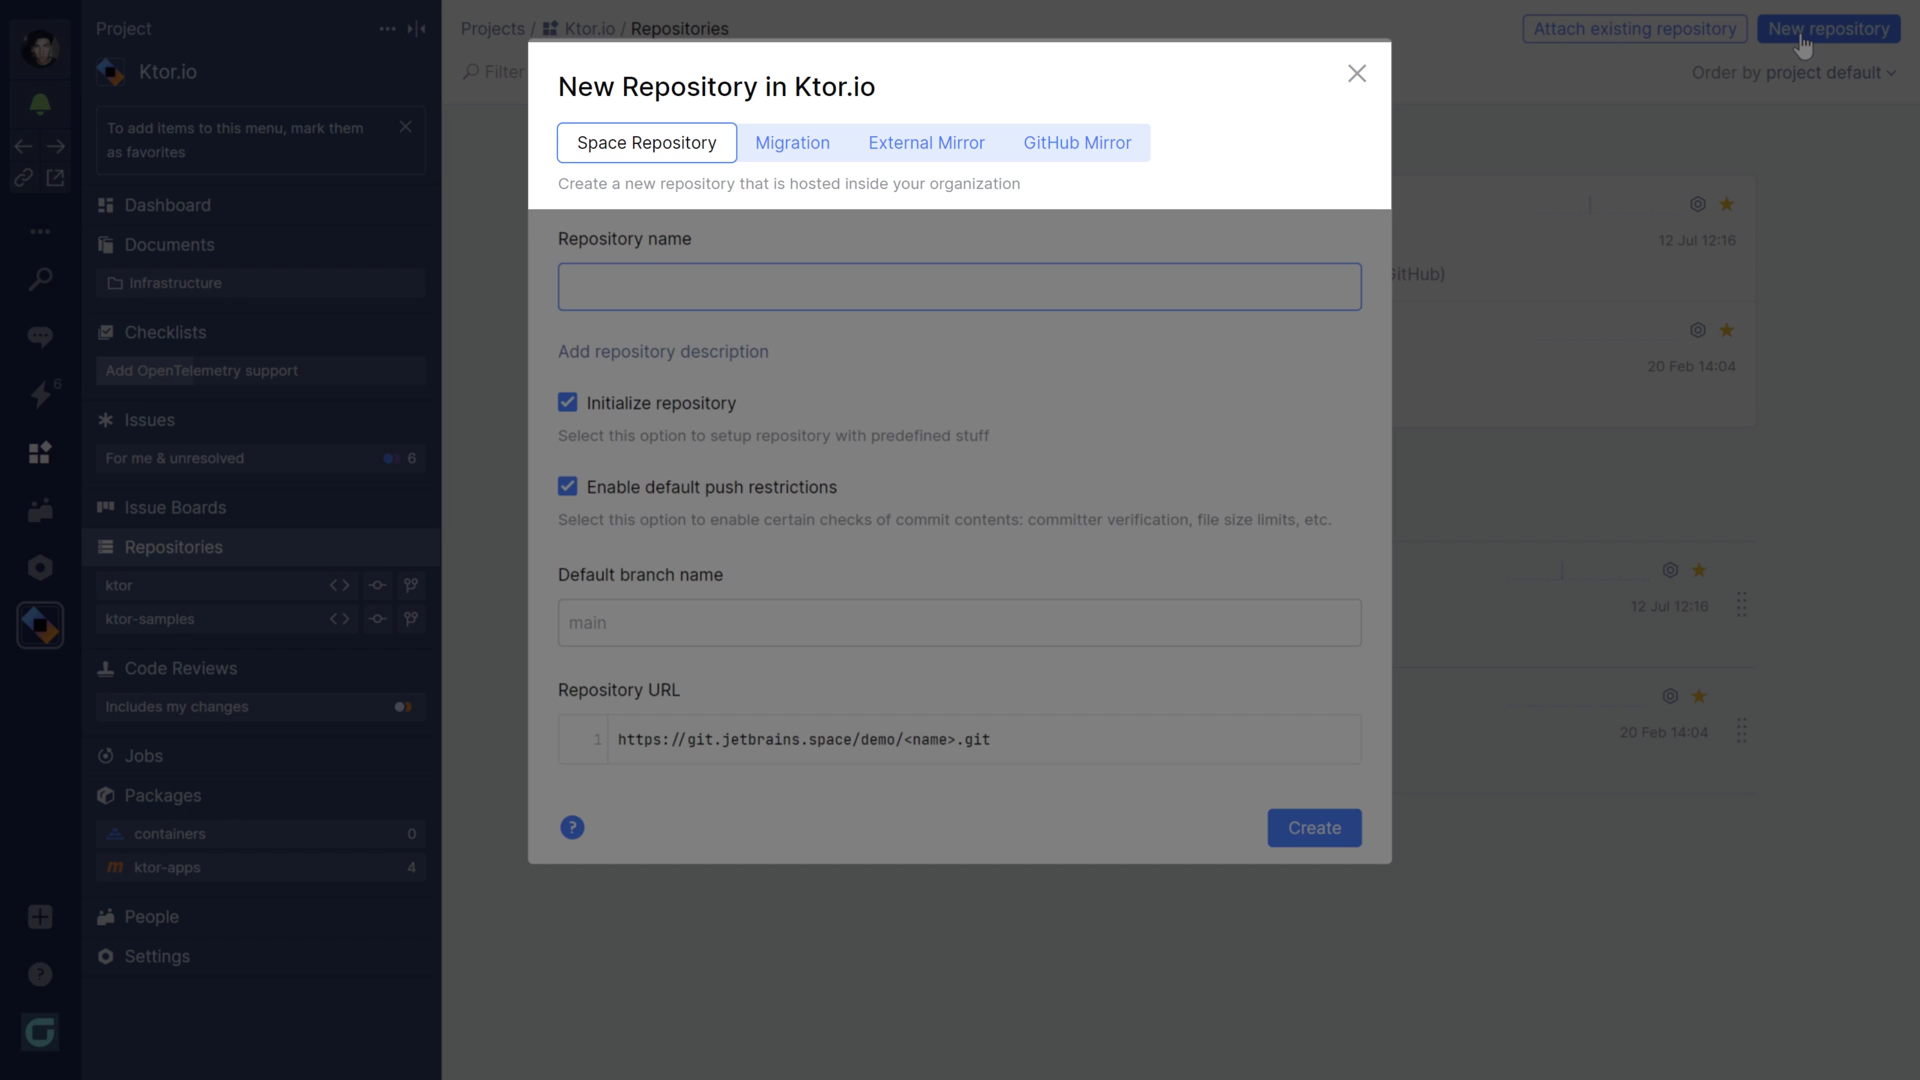 Project
Ktor.io
To add items to this menu, mark them
as favorites
Dashboard
Documents
Infrastructure
Checklists
Add OpenTelemetry support
Issues
For me & unresolved 6
Issue Boards
Repositories
ktor
ktor-samples
Code Reviews
Includes my changes
Jobs
Packages
containers 0
ktor-apps 4
People
Settings
6
Projects / Ktor.io / Repositories
Attach existing repository
New repository
Filter
Order by project default
New Repository in Ktor.io
Space Repository Migration External Mirror GitHub Mirror
Create a new repository that is hosted inside your organization
Repository name
Add repository description
Initialize repository
Select this option to setup repository with predefined stuff
Enable default push restrictions
Select this option to enable certain checks of commit contents: committer verification, file size limits, etc.
Default branch name
main
Repository URL
1 https://git.jetbrains.space/demo/<name>.git
? Create
12 Jul 12:16
GitHub)
20 Feb 14:04
12 Jul 12:16
20 Feb 14:04